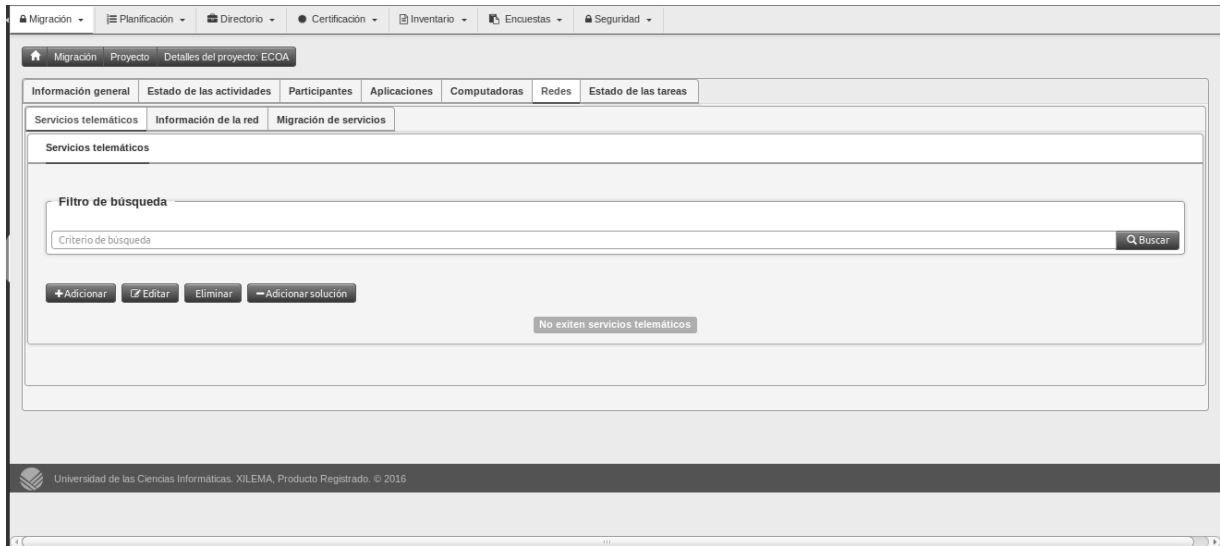 Migración Planificación Directorio Certificación Inventario Encuestas Seguridad
Migración Proyecto Detalles del proyecto: ECOA
Información general Estado de las actividades Participantes Aplicaciones Computadoras Redes Estado de las tareas
Servicios telemáticos Información de la red Migración de servicios
Servicios telemáticos
Filtro de búsqueda
Criterio de búsqueda Buscar
Adicionar Editar Eliminar Adicionar solución
No exiten servicios telemáticos
Universidad de las Ciencias Informáticas. XILEMA, Producto Registrado. © 2016